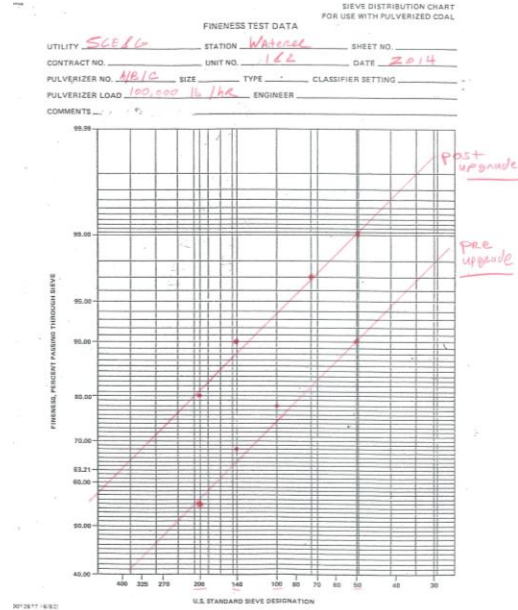 SIEVE DISTRIBUTION CHART
FOR USE WITH PULVERIZED COAL
FINENESS TEST DATA
UTILITY SCE&G STATION Wateree SHEET NO.
CONTRACT NO. UNIT NO. 1&2 DATE 2014
PULVERIZER NO. A/B/C SIZE TYPE CLASSIFIER SETTING
PULVERIZER LOAD 100,000 lb/hr ENGINEER
COMMENTS
99.99
post upgrade
99.00
PRE upgrade
95.00
90.00
80.00
70.00
63.21
60.00
50.00
40.00
FINENESS, PERCENT PASSING THROUGH SIEVE
400 325 270 200 140 100 80 70 60 50 40 30
U.S. STANDARD SIEVE DESIGNATION